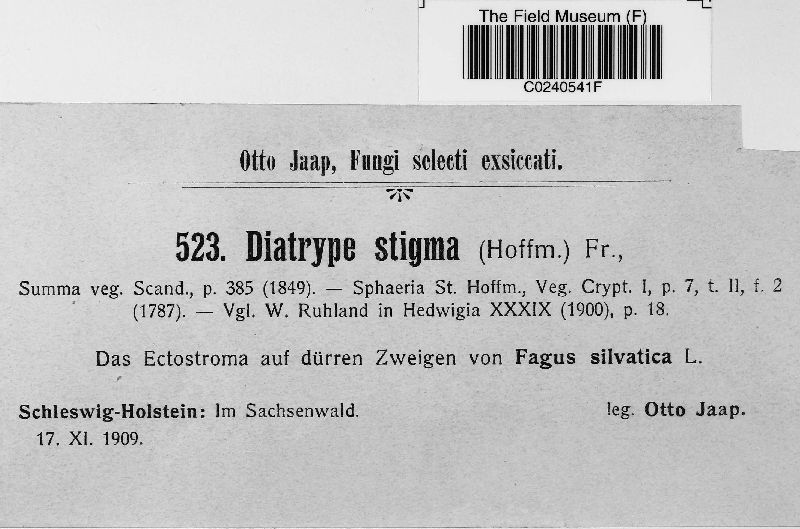 The Field Museum (F)
C0240541F
Otto Jaap, Fungi selecti exsiccati.
523. Diatrype stigma (Hoffm.) Fr.,
Summa veg. Scand., p. 385 (1849). — Sphaeria St. Hoffm., Veg. Crypt. I, p. 7, t. II, f. 2
(1787). — Vgl. W. Ruhland in Hedwigia XXXIX (1900), p. 18.
Das Ectostroma auf dürren Zweigen von Fagus silvatica L.
Schleswig-Holstein: Im Sachsenwald. leg. Otto Jaap.
17. XI. 1909.